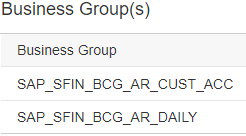 Business Group(s)
Business Group
SAP_SFIN_BCG_AR_CUST_ACC
SAP_SFIN_BCG_AR_DAILY